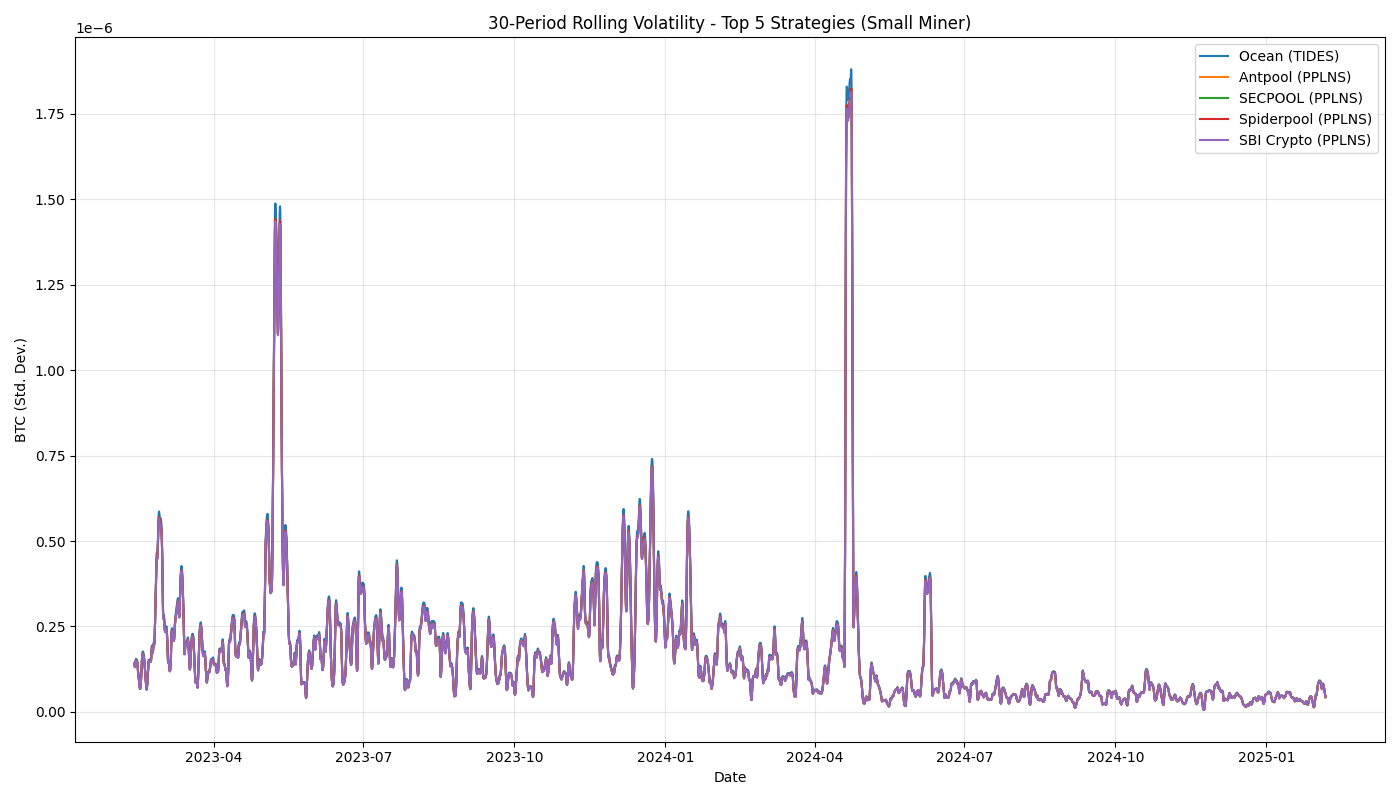 30-Period Rolling Volatility - Top 5 Strategies (Small Miner)
1e−6
Ocean (TIDES)
Antpool (PPLNS)
SECPOOL (PPLNS)
Spiderpool (PPLNS)
SBI Crypto (PPLNS)
1.75
1.50
1.25
1.00
0.75
0.50
0.25
0.00
BTC (Std. Dev.)
2023-04
2023-07
2023-10
2024-01
2024-04
2024-07
2024-10
2025-01
Date